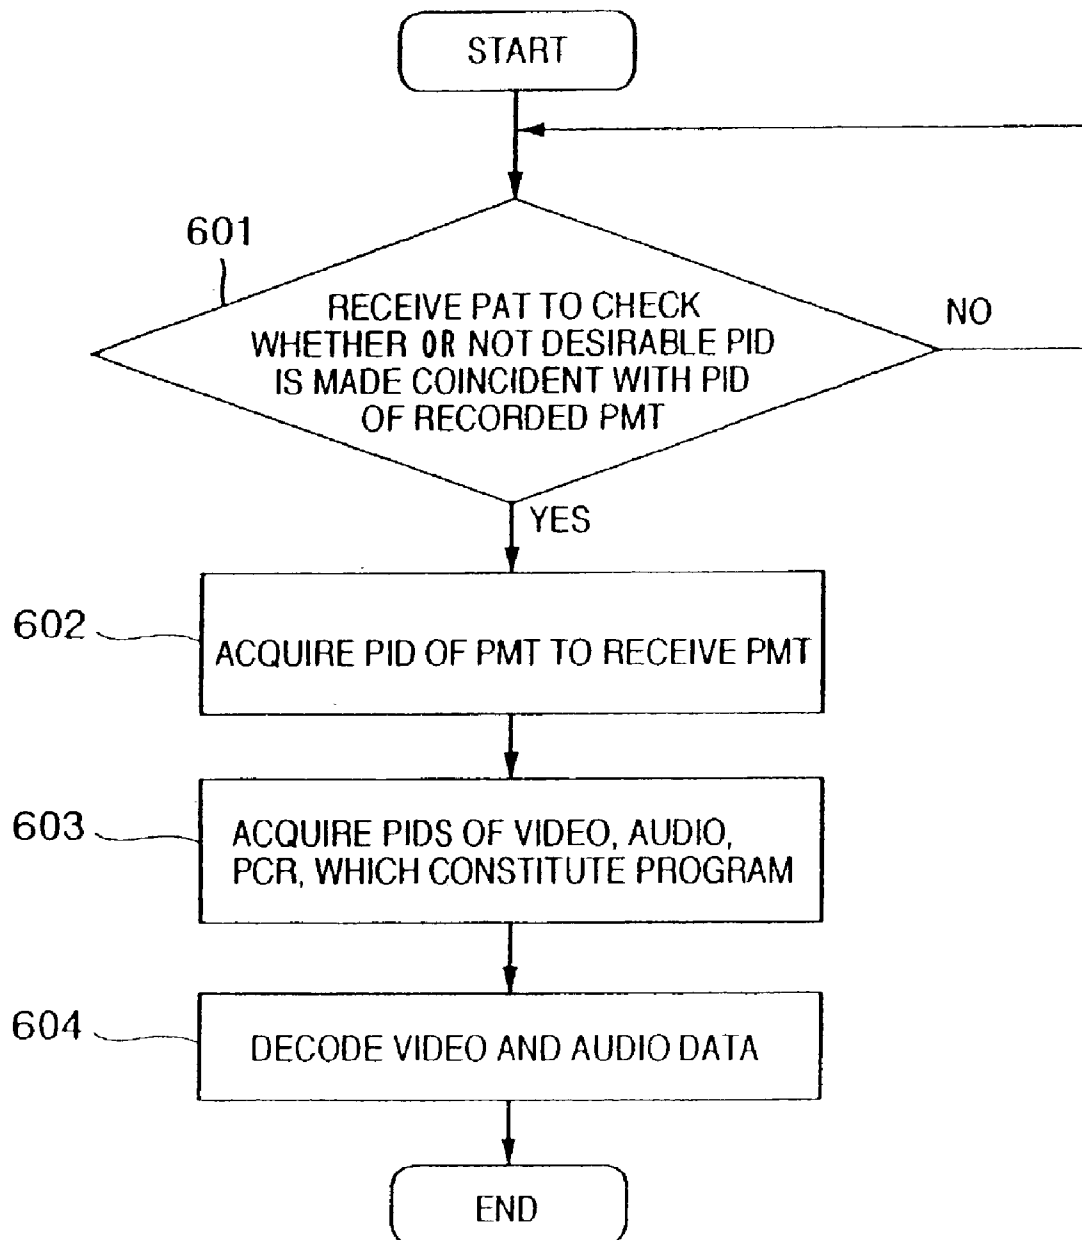 START
601
RECEIVE PAT TO CHECK
WHETHER OR NOT DESIRABLE PID
IS MADE COINCIDENT WITH PID
OF RECORDED PMT
NO
YES
602
ACQUIRE PID OF PMT TO RECEIVE PMT
603
ACQUIRE PIDS OF VIDEO, AUDIO,
PCR, WHICH CONSTITUTE PROGRAM
604
DECODE VIDEO AND AUDIO DATA
END